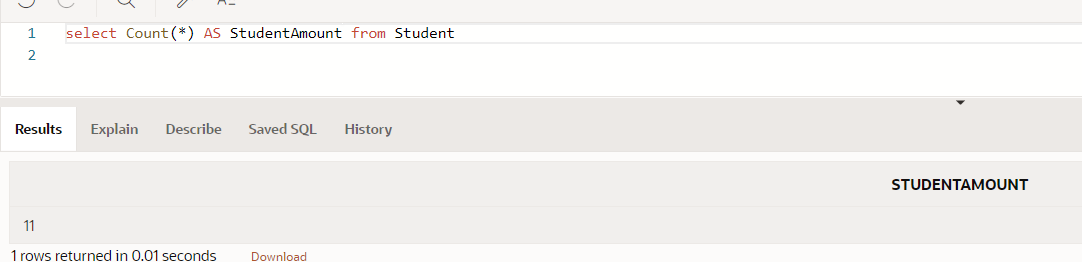 1 select Count(*) AS StudentAmount from Student
2
Results Explain Describe Saved SQL History
STUDENTAMOUNT
11
1 rows returned in 0.01 seconds Download